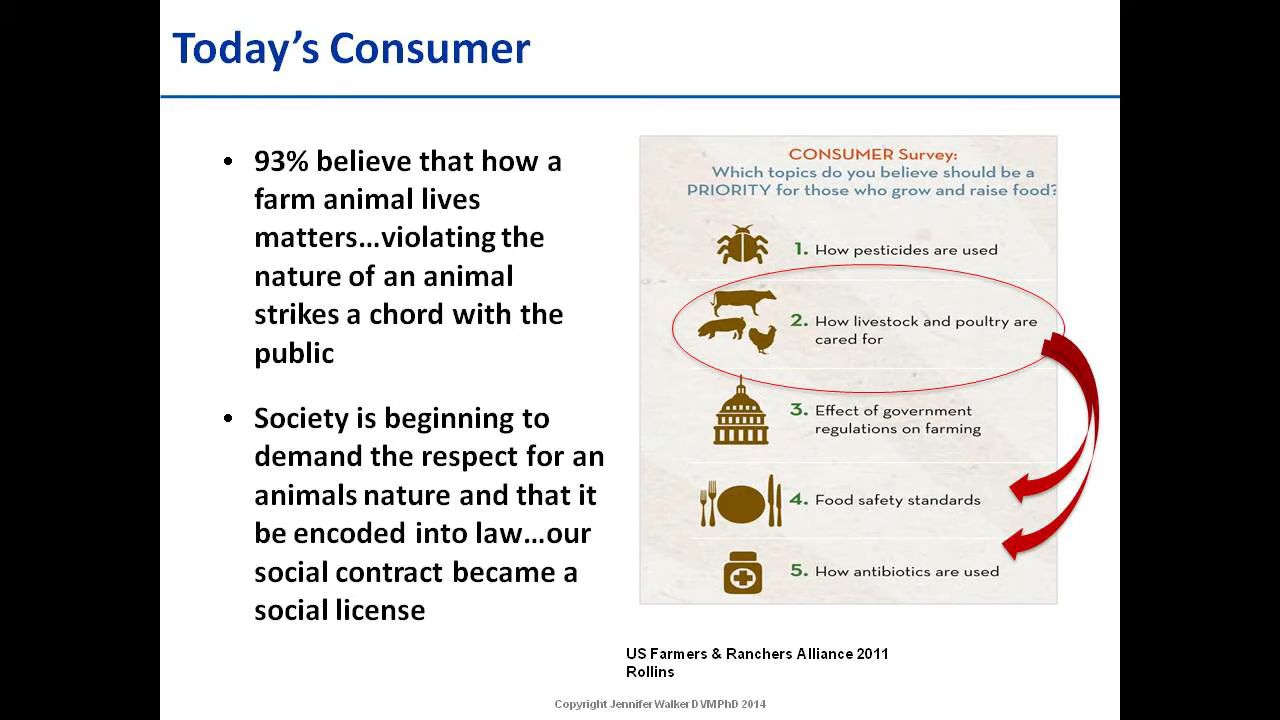 Today's Consumer
• 93% believe that how a
farm animal lives
matters…violating the
nature of an animal
strikes a chord with the
public
• Society is beginning to
demand the respect for an
animals nature and that it
be encoded into law…our
social contract became a
social license
CONSUMER Survey:
Which topics do you believe should be a
PRIORITY for those who grow and raise food?
1. How pesticides are used
2. How livestock and poultry are
cared for
3. Effect of government
regulations on farming
4. Food safety standards
5. How antibiotics are used
US Farmers & Ranchers Alliance 2011
Rollins
Copyright Jennifer Walker DVMPhD 2014